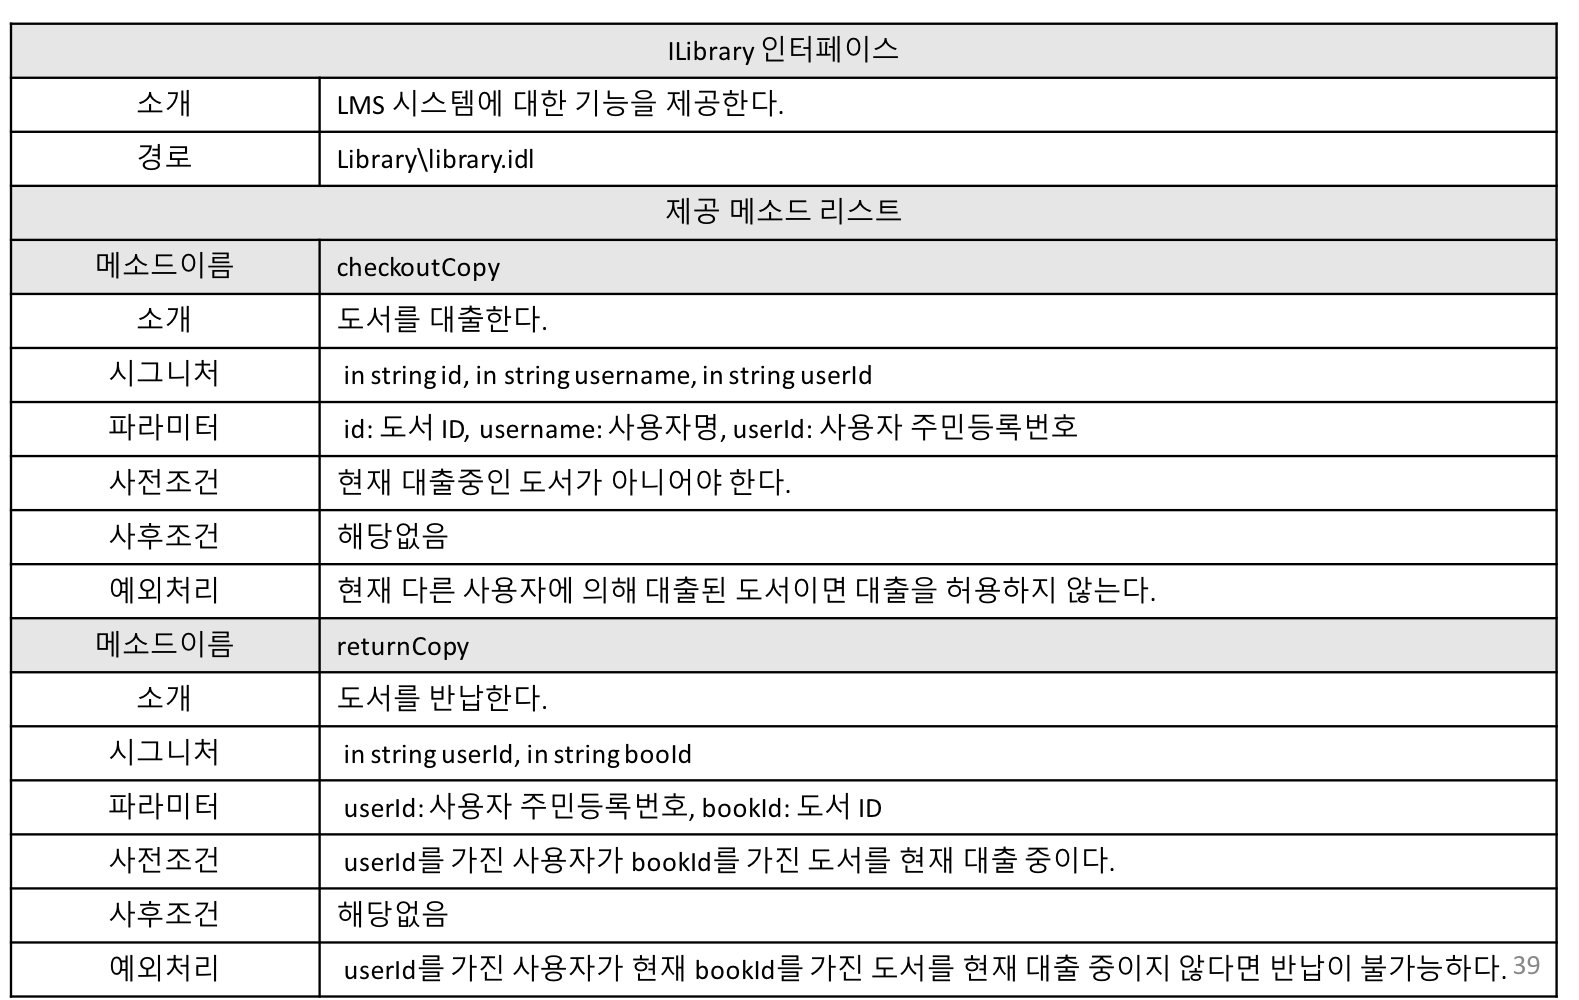 ILibrary 인터페이스
소개 LMS 시스템에 대한 기능을 제공한다.
경로 Library\library.idl
제공 메소드 리스트
메소드이름 checkoutCopy
소개 도서를 대출한다.
시그니처 in string id, in string username, in string userId
파라미터 id: 도서 ID, username: 사용자명, userId: 사용자 주민등록번호
사전조건 현재 대출중인 도서가 아니어야 한다.
사후조건 해당없음
예외처리 현재 다른 사용자에 의해 대출된 도서이면 대출을 허용하지 않는다.
메소드이름 returnCopy
소개 도서를 반납한다.
시그니처 in string userId, in string booId
파라미터 userId: 사용자 주민등록번호, bookId: 도서 ID
사전조건 userId를 가진 사용자가 bookId를 가진 도서를 현재 대출 중이다.
사후조건 해당없음
예외처리 userId를 가진 사용자가 현재 bookId를 가진 도서를 현재 대출 중이지 않다면 반납이 불가능하다. 39